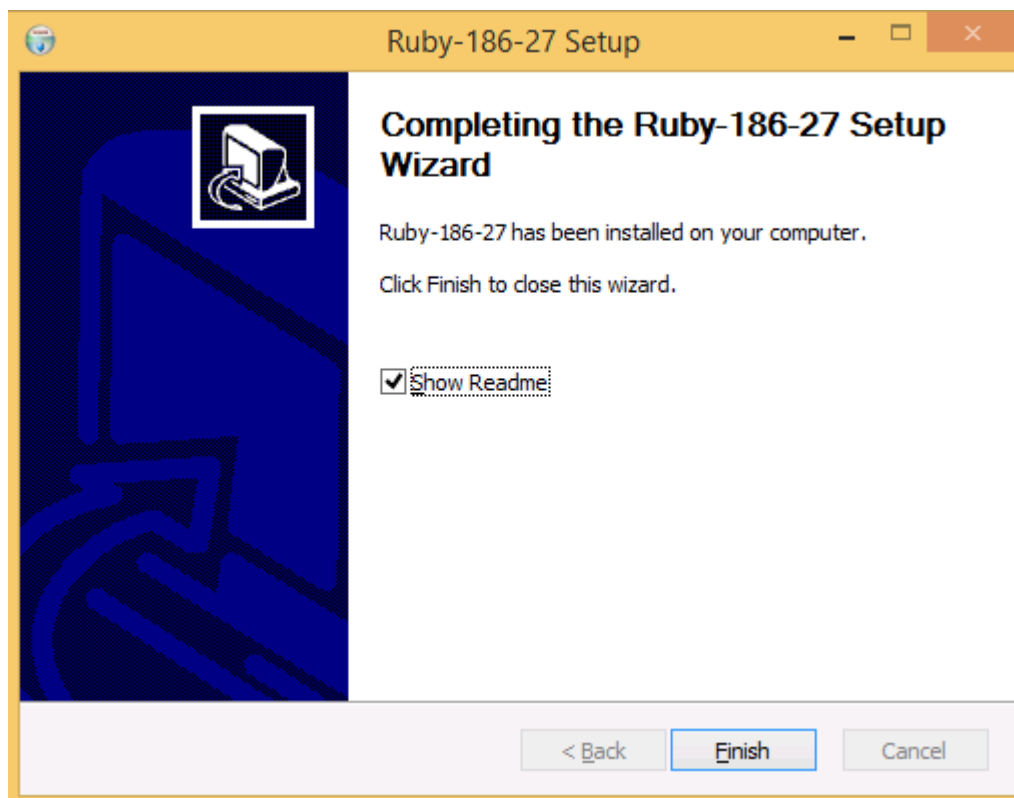 Ruby-186-27 Setup
Completing the Ruby-186-27 Setup
Wizard
Ruby-186-27 has been installed on your computer.
Click Finish to close this wizard.
Show Readme
< Back
Finish
Cancel